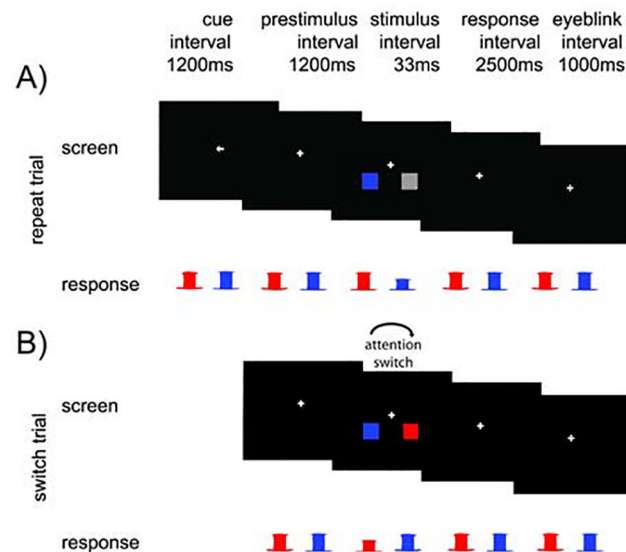 cue prestimulus stimulus response eyeblink
interval interval interval interval interval
1200ms 1200ms 33ms 2500ms 1000ms
A)
repeat trial
screen
response
B)
attention
switch
switch trial
screen
response